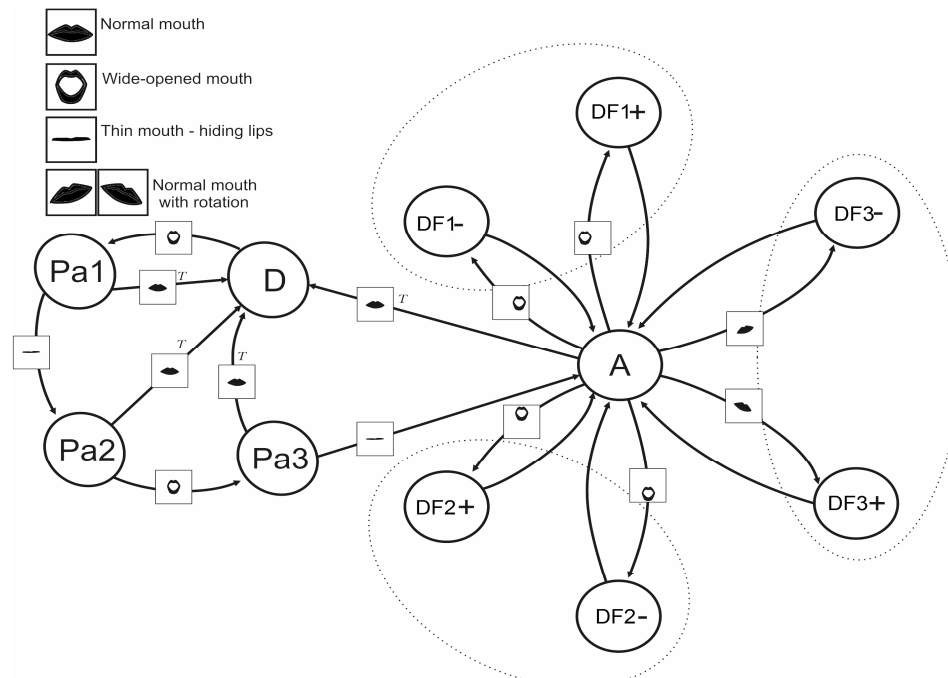 Normal mouth
Wide-opened mouth
Thin mouth - hiding lips
Normal mouth
with rotation
DF1+
DF1-
DF3-
Pa1
T
D
T
T
T
A
Pa2
Pa3
DF2+
DF3+
DF2-